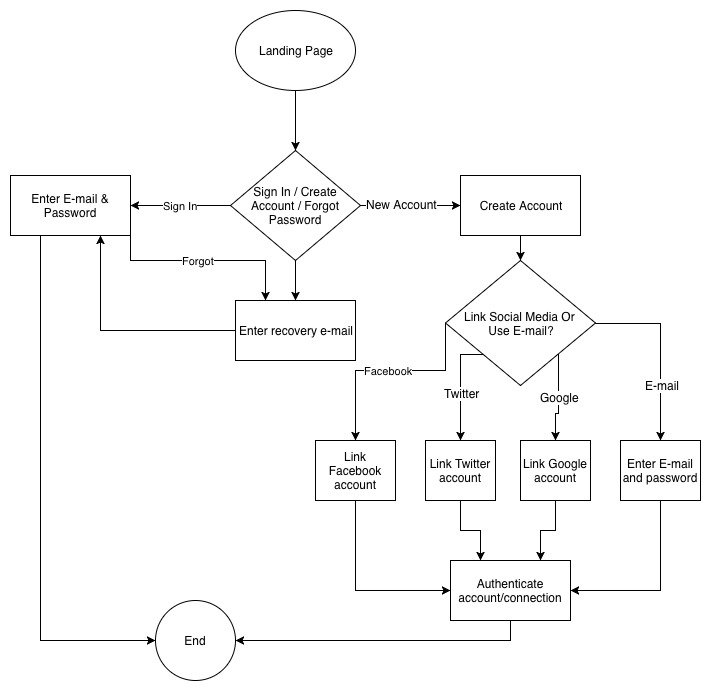 Landing Page
Sign In / Create
Account / Forgot
Password
Sign In
New Account
Enter E-mail &
Password
Create Account
Forgot
Enter recovery e-mail
Link Social Media Or
Use E-mail?
Facebook
Twitter
Google
E-mail
Link
Facebook
account
Link Twitter
account
Link Google
account
Enter E-mail
and password
Authenticate
account/connection
End